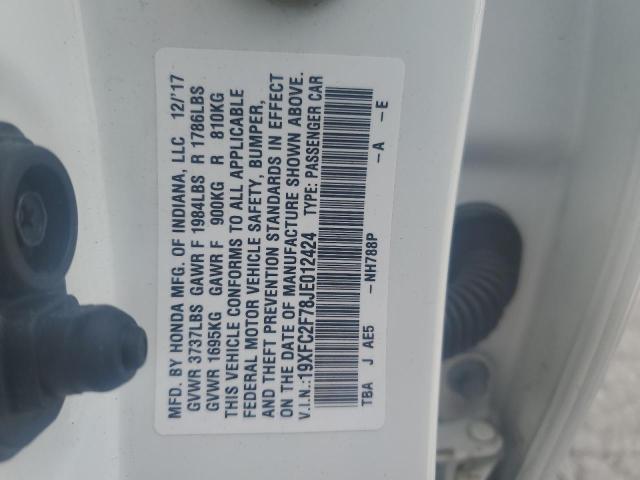 MFD. BY HONDA MFG. OF INDIANA, LLC 12/'17
GVWR 3737LBS GAWR F 1984LBS R 1786LBS
GVWR 1695KG GAWR F 900KG R 810KG
THIS VEHICLE CONFORMS TO ALL APPLICABLE
FEDERAL MOTOR VEHICLE SAFETY, BUMPER,
AND THEFT PREVENTION STANDARDS IN EFFECT
ON THE DATE OF MANUFACTURE SHOWN ABOVE.
V.I.N.:19XFC2F78JE012424 TYPE: PASSENGER CAR
TBA J AE5 -NH788P -A -E